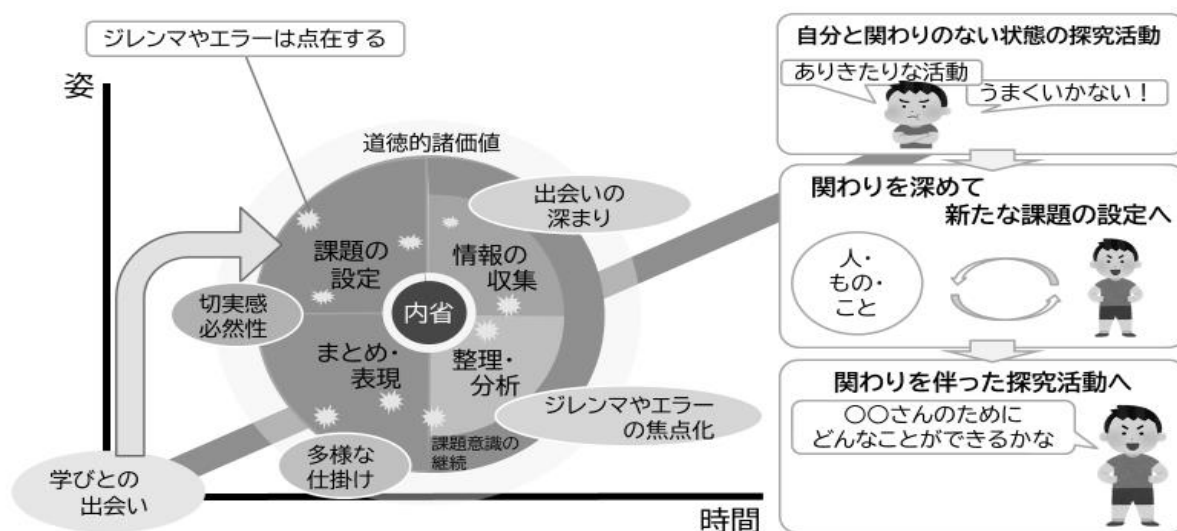 ジレンマやエラーは点在する
姿
道徳的諸価値
出会いの
深まり
課題の
設定
情報の
収集
切実感
必然性
内省
まとめ・
表現
整理・
分析
ジレンマやエラー
の焦点化
課題意識の
継続
多様な
仕掛け
学びとの
出会い
時間
自分と関わりのない状態の探究活動
ありきたりな活動
うまくいかない！
関わりを深めて
新たな課題の設定へ
人・
もの・
こと
関わりを伴った探究活動へ
〇〇さんのために
どんなことができるかな